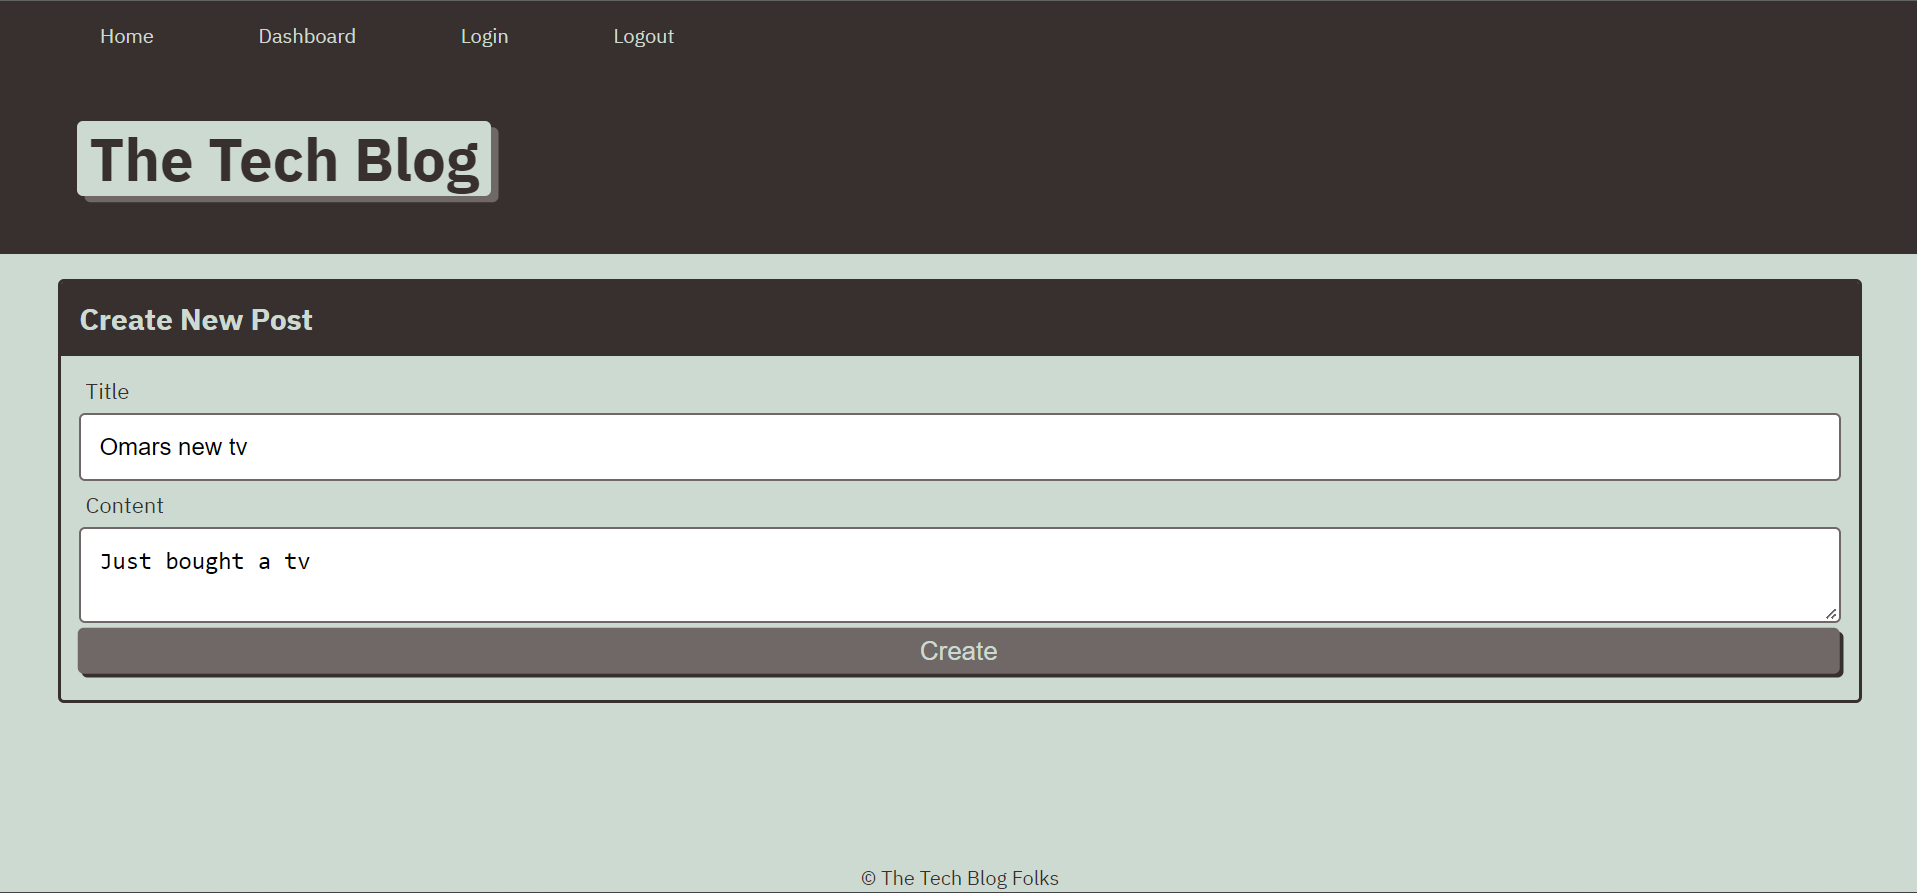 Home Dashboard Login Logout
The Tech Blog
Create New Post
Title
Omars new tv
Content
Just bought a tv
Create
© The Tech Blog Folks